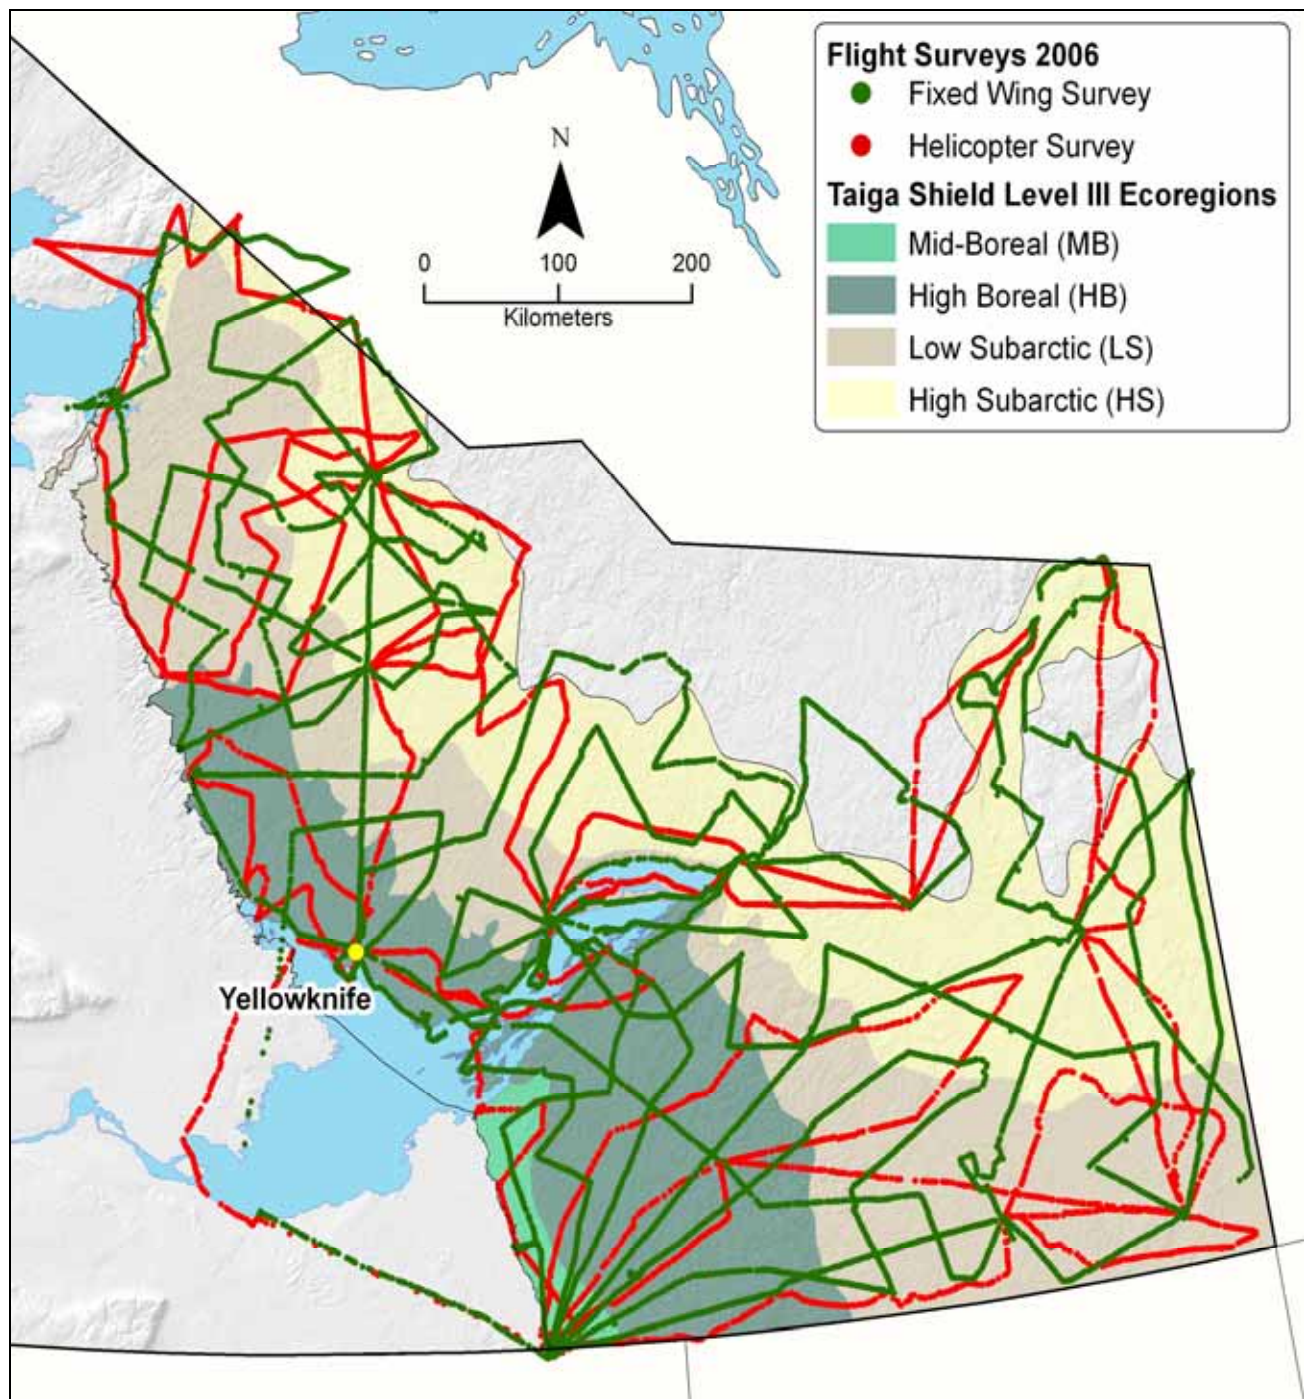 Flight Surveys 2006
Fixed Wing Survey
Helicopter Survey
Taiga Shield Level III Ecoregions
Mid-Boreal (MB)
High Boreal (HB)
Low Subarctic (LS)
High Subarctic (HS)
N
0 100 200
Kilometers
Yellowknife